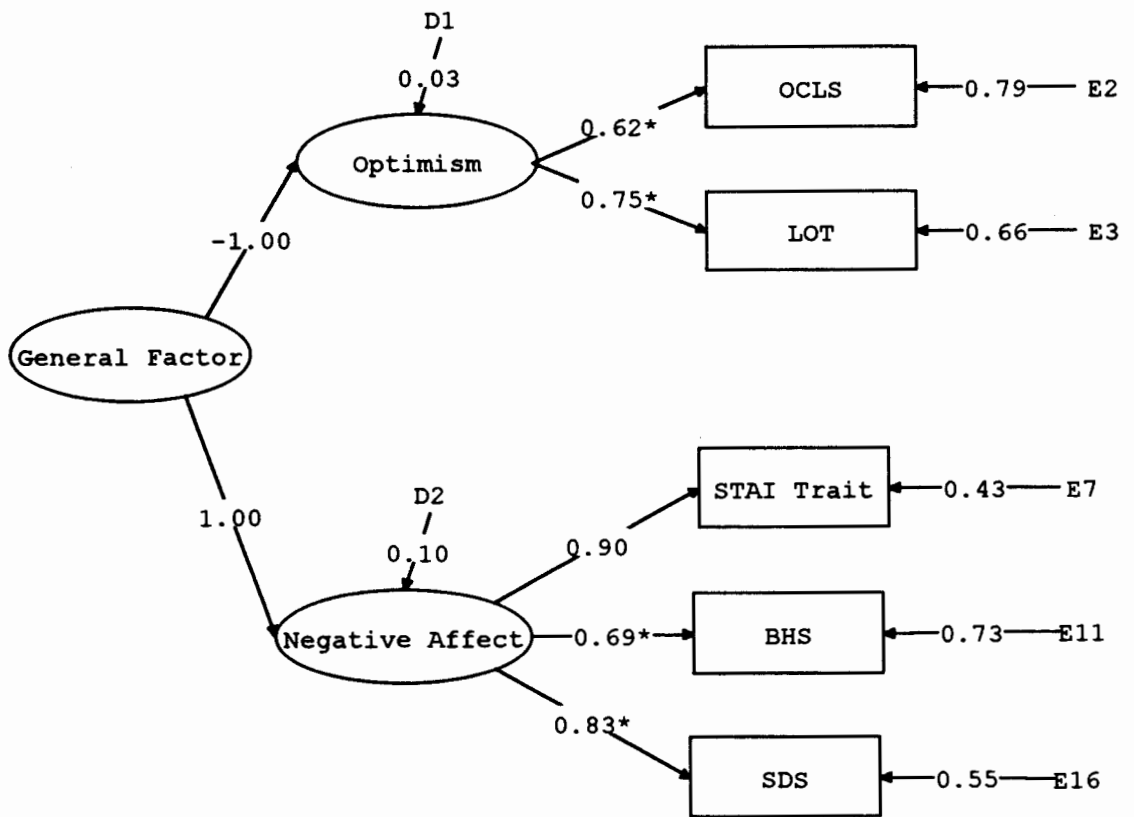 D1
0.03
OCLS
0.79
E2
0.62*
Optimism
0.75*
LOT
0.66
E3
-1.00
General Factor
1.00
D2
0.10
STAI Trait
0.43
E7
0.90
Negative Affect
0.69*
BHS
0.73
E11
0.83*
SDS
0.55
E16